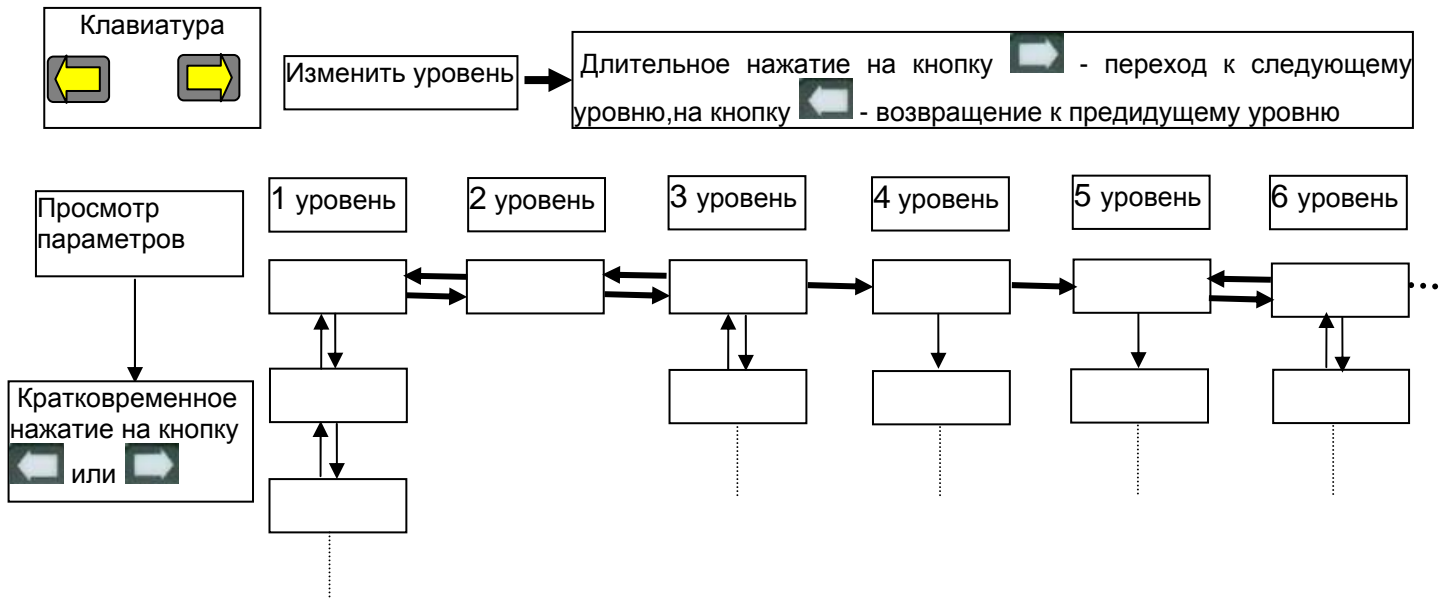 Клавиатура
Изменить уровень
Длительное нажатие на кнопку - переход к следующему
уровню,на кнопку - возвращение к предидущему уровню
Просмотр
параметров
1 уровень
2 уровень
3 уровень
4 уровень
5 уровень
6 уровень
...
Кратковременное
нажатие на кнопку
или